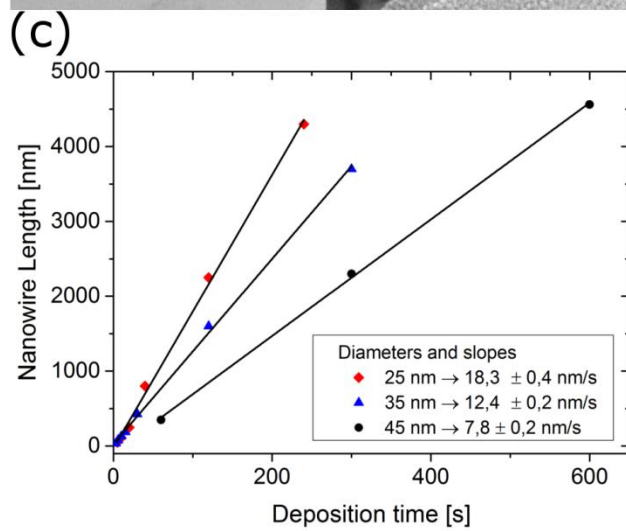 (c)
5000
4000
3000
2000
1000
0
Nanowire Length [nm]
Diameters and slopes
25 nm → 18,3 ± 0,4 nm/s
35 nm → 12,4 ± 0,2 nm/s
45 nm → 7,8 ± 0,2 nm/s
0 200 400 600
Deposition time [s]